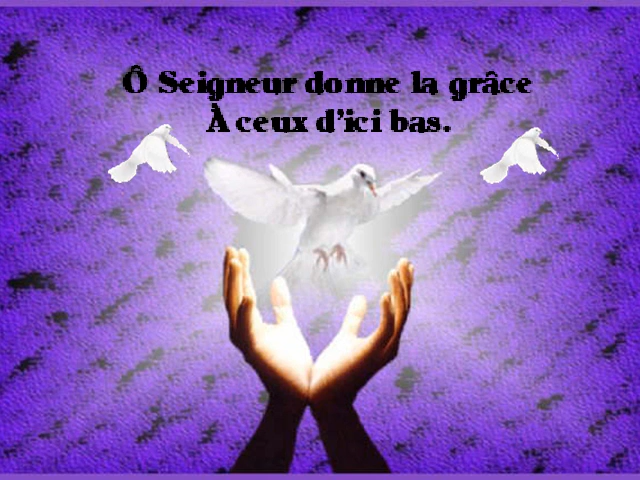 Ô Seigneur donne la grâce
À ceux d'ici bas.